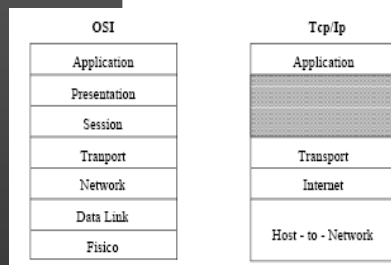 OSI
Application
Presentation
Session
Tranport
Network
Data Link
Fisico
Tcp/Ip
Application
Transport
Internet
Host - to - Network